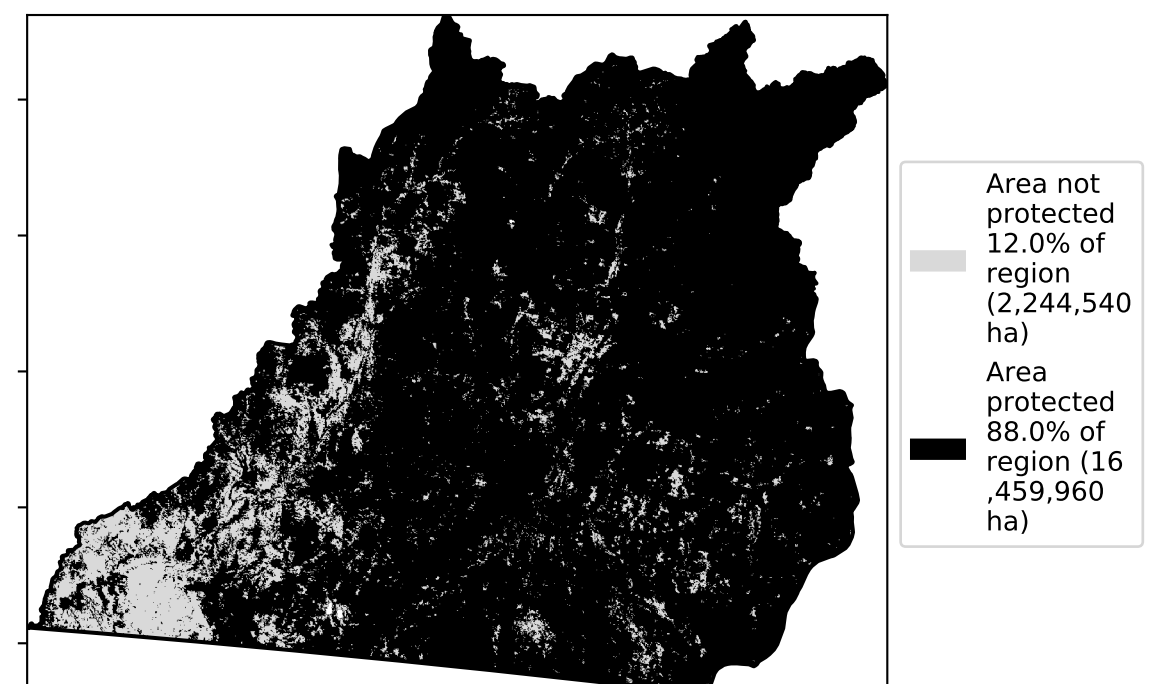 Area not
protected
12.0% of
region
(2,244,540
ha)
Area
protected
88.0% of
region (16
,459,960
ha)